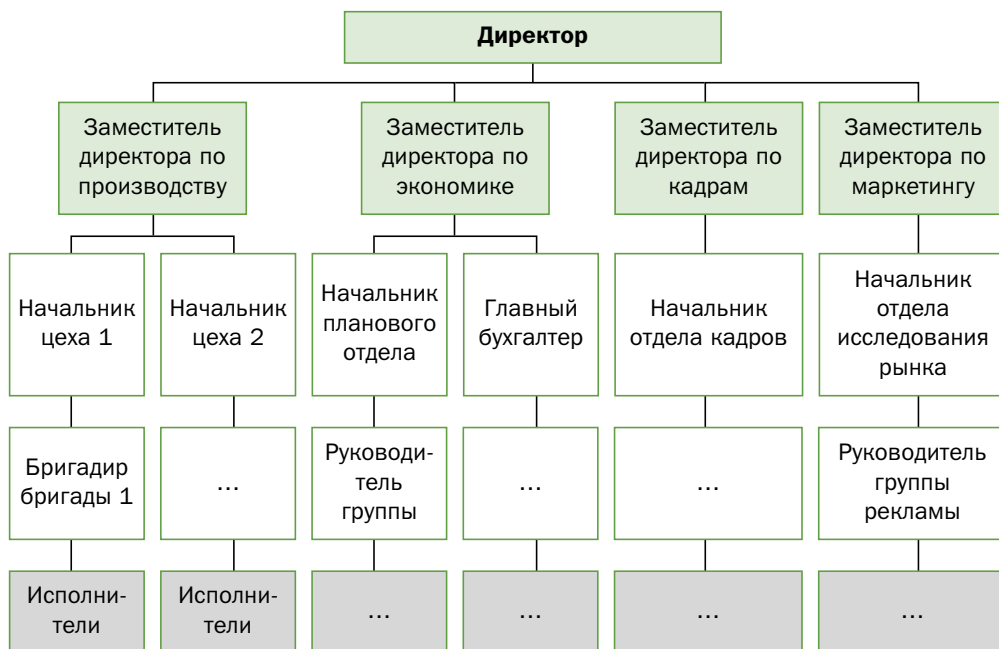 Директор
Заместитель
директора по
производству
Заместитель
директора по
экономике
Заместитель
директора по
кадрам
Заместитель
директора по
маркетингу
Начальник
цеха 1
Начальник
цеха 2
Начальник
планового
отдела
Главный
бухгалтер
Начальник
отдела кадров
Начальник
отдела
исследования
рынка
Бригадир
бригады 1
...
Руководи-
тель
группы
...
...
Руководитель
группы
рекламы
Исполни-
тели
Исполни-
тели
...
...
...
...